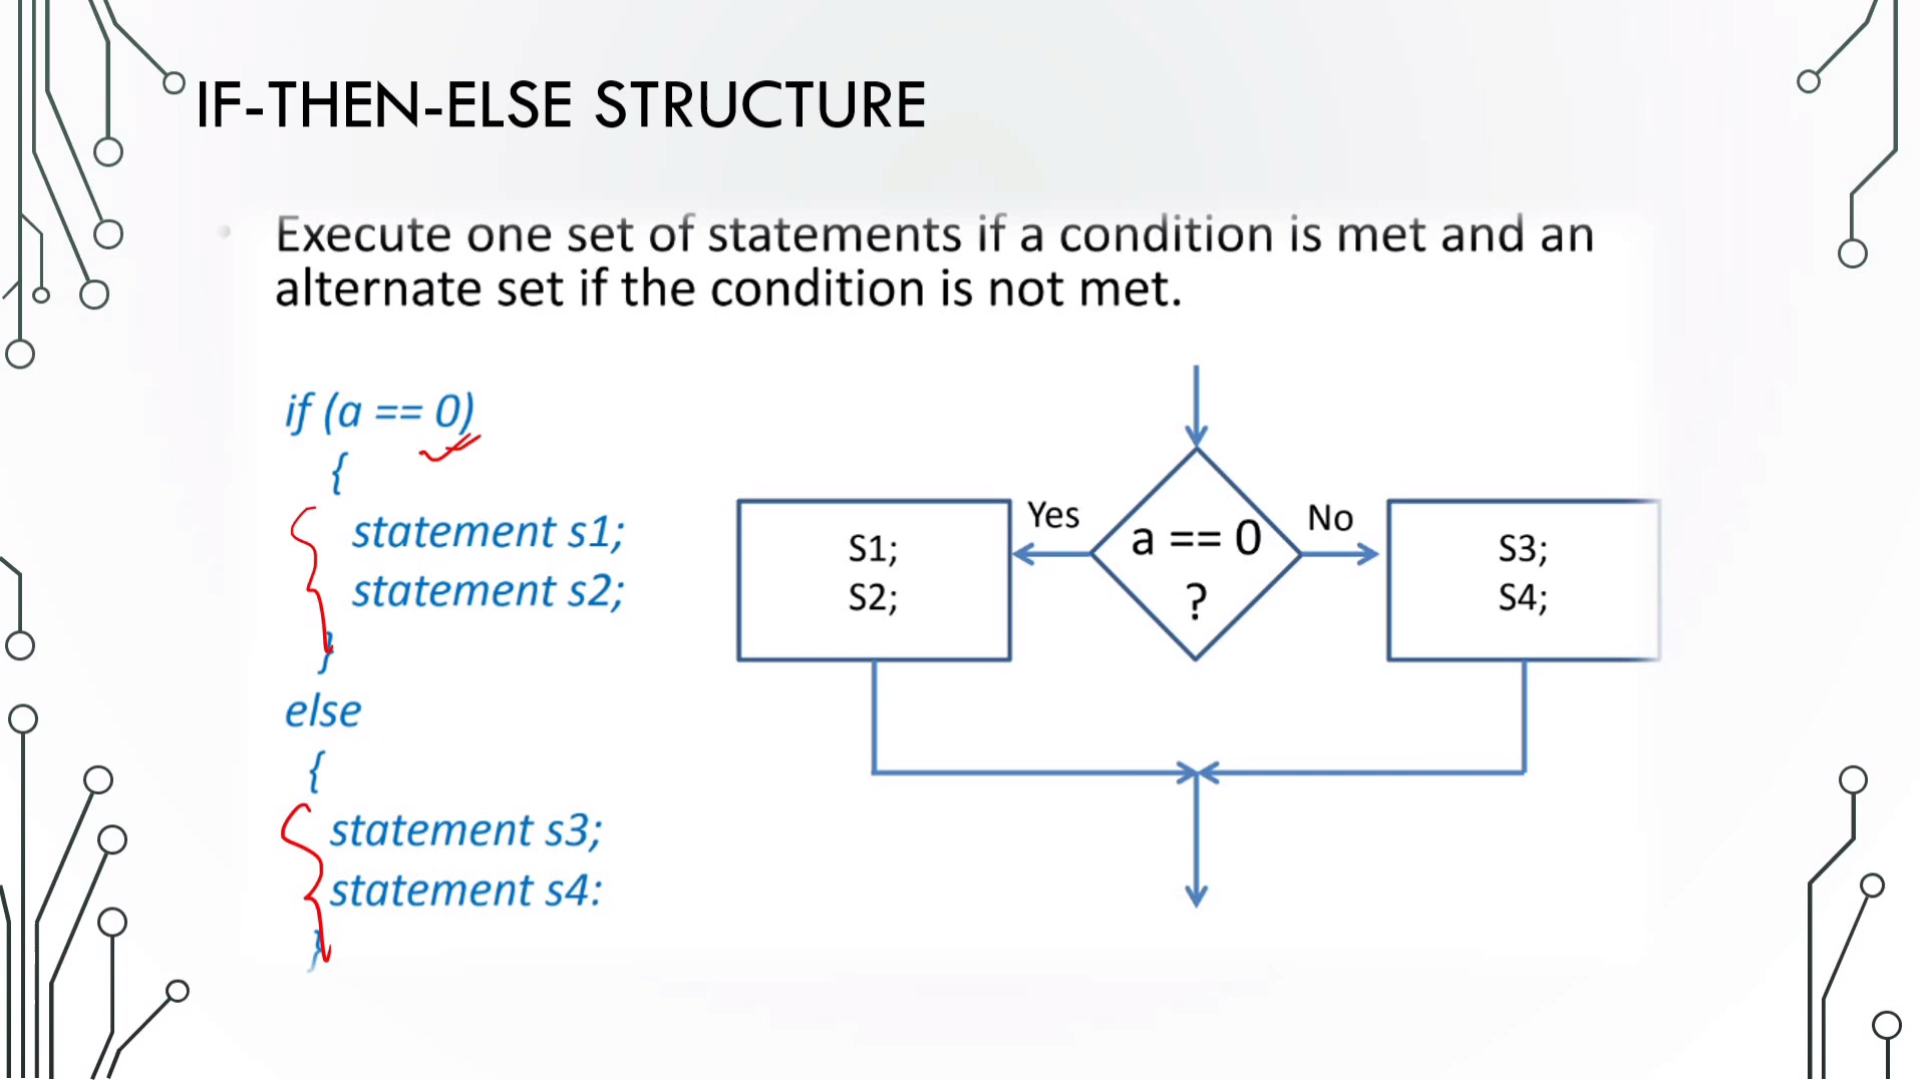 IF-THEN-ELSE STRUCTURE
Execute one set of statements if a condition is met and an
alternate set if the condition is not met.
if (a == 0)
{
statement s1;
statement s2;
}
else
{
statement s3;
statement s4:
}
Yes
a == 0
?
No
S1;
S2;
S3;
S4;